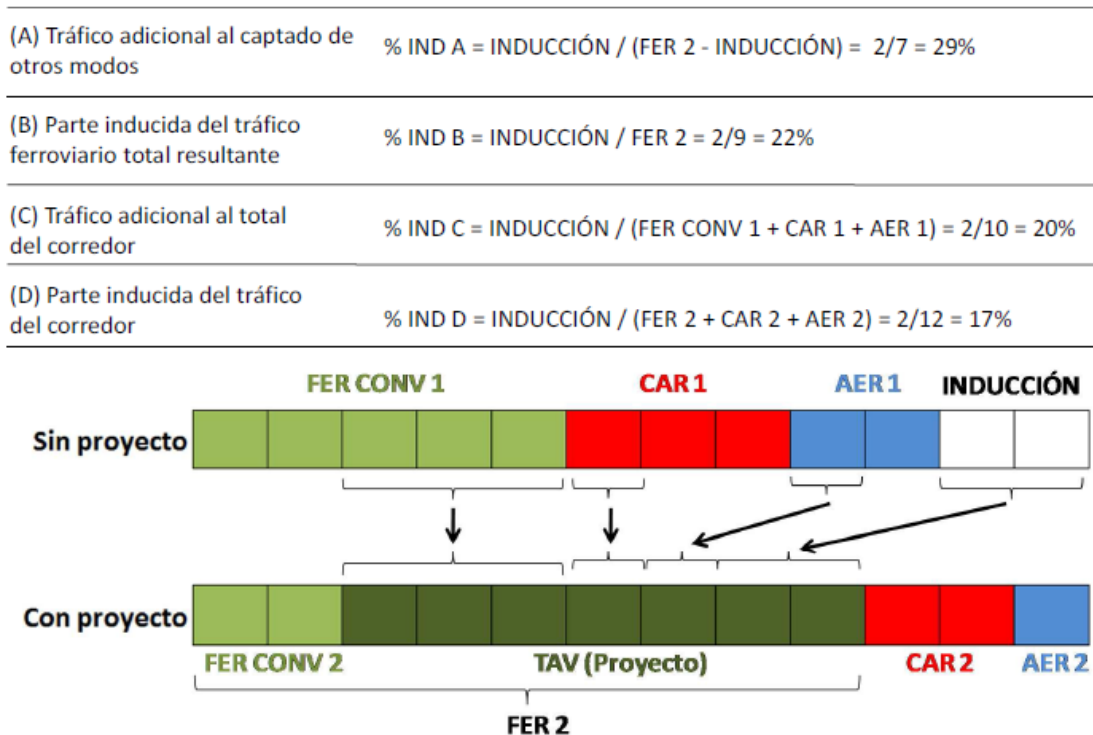 (A) Tráfico adicional al captado de
otros modos
% IND A = INDUCCIÓN / (FER 2 - INDUCCIÓN) = 2/7 = 29%
(B) Parte inducida del tráfico
ferroviario total resultante
% IND B = INDUCCIÓN / FER 2 = 2/9 = 22%
(C) Tráfico adicional al total
del corredor
% IND C = INDUCCIÓN / (FER CONV 1 + CAR 1 + AER 1) = 2/10 = 20%
(D) Parte inducida del tráfico
del corredor
% IND D = INDUCCIÓN / (FER 2 + CAR 2 + AER 2) = 2/12 = 17%
FER CONV 1 CAR 1 AER 1 INDUCCIÓN
Sin proyecto
Con proyecto
FER CONV 2 TAV (Proyecto) CAR 2 AER 2
FER 2